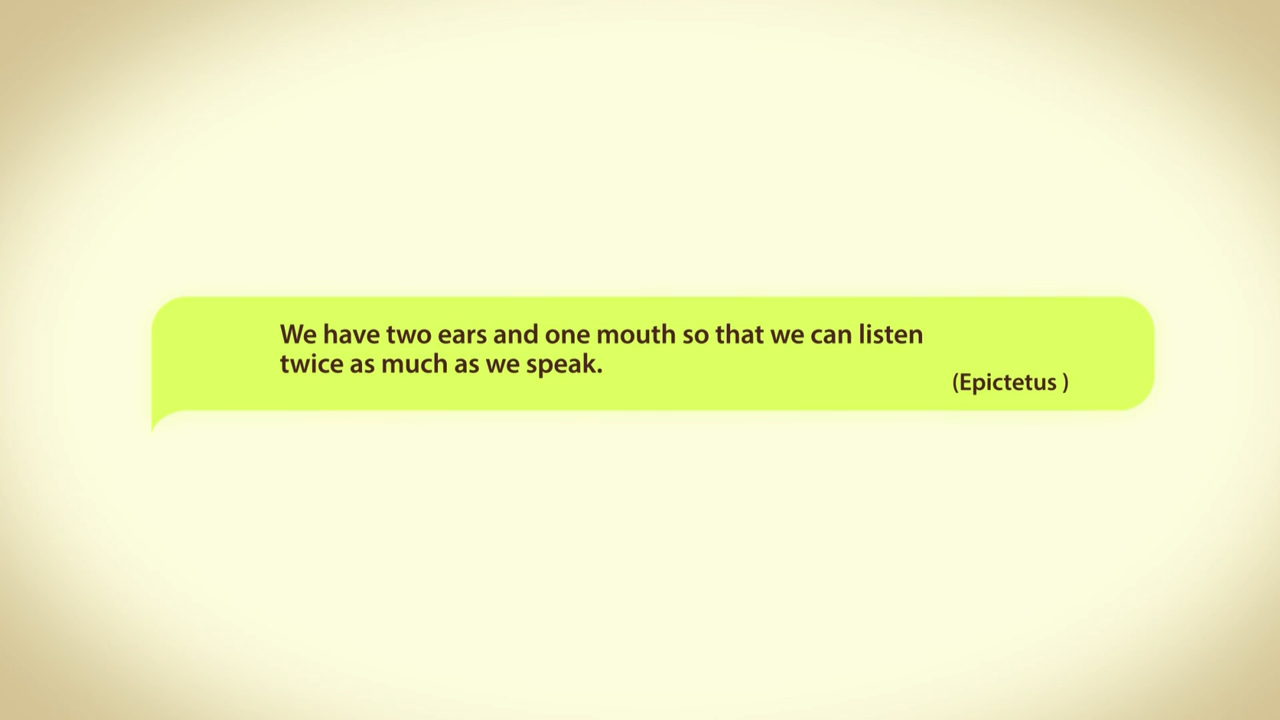 We have two ears and one mouth so that we can listen
twice as much as we speak.
(Epictetus )